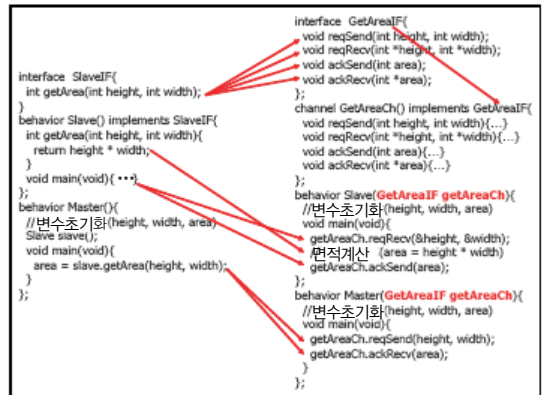 interface SlaveIF{
int getArea(int height, int width);
}
behavior Slave() implements SlaveIF{
int getArea(int height, int width){
return height * width;
}
void main(void){ •••}
};
behavior Master(){
//변수초기화(height, width, area)
Slave slave();
void main(void){
area = slave.getArea(height, width);
}
};
interface GetAreaIF{
void reqSend(int height, int width);
void reqRecv(int *height, int *width);
void ackSend(int area);
void ackRecv(int *area);
};
channel GetAreaCh() implements GetAreaIF{
void reqSend(int height, int width){...}
void reqRecv(int *height, int *width){...}
void ackSend(int area){...}
void ackRecv(int *area){...}
};
behavior Slave(GetAreaIF getAreaCh){
//변수초기화(height, width, area)
void main(void){
getAreaCh.reqRecv(&height, &width);
//면적계산 (area = height * width)
getAreaCh.ackSend(area);
}
};
behavior Master(GetAreaIF getAreaCh){
//변수초기화(height, width, area)
void main(void){
getAreaCh.reqSend(height, width);
getAreaCh.ackRecv(area);
}
};